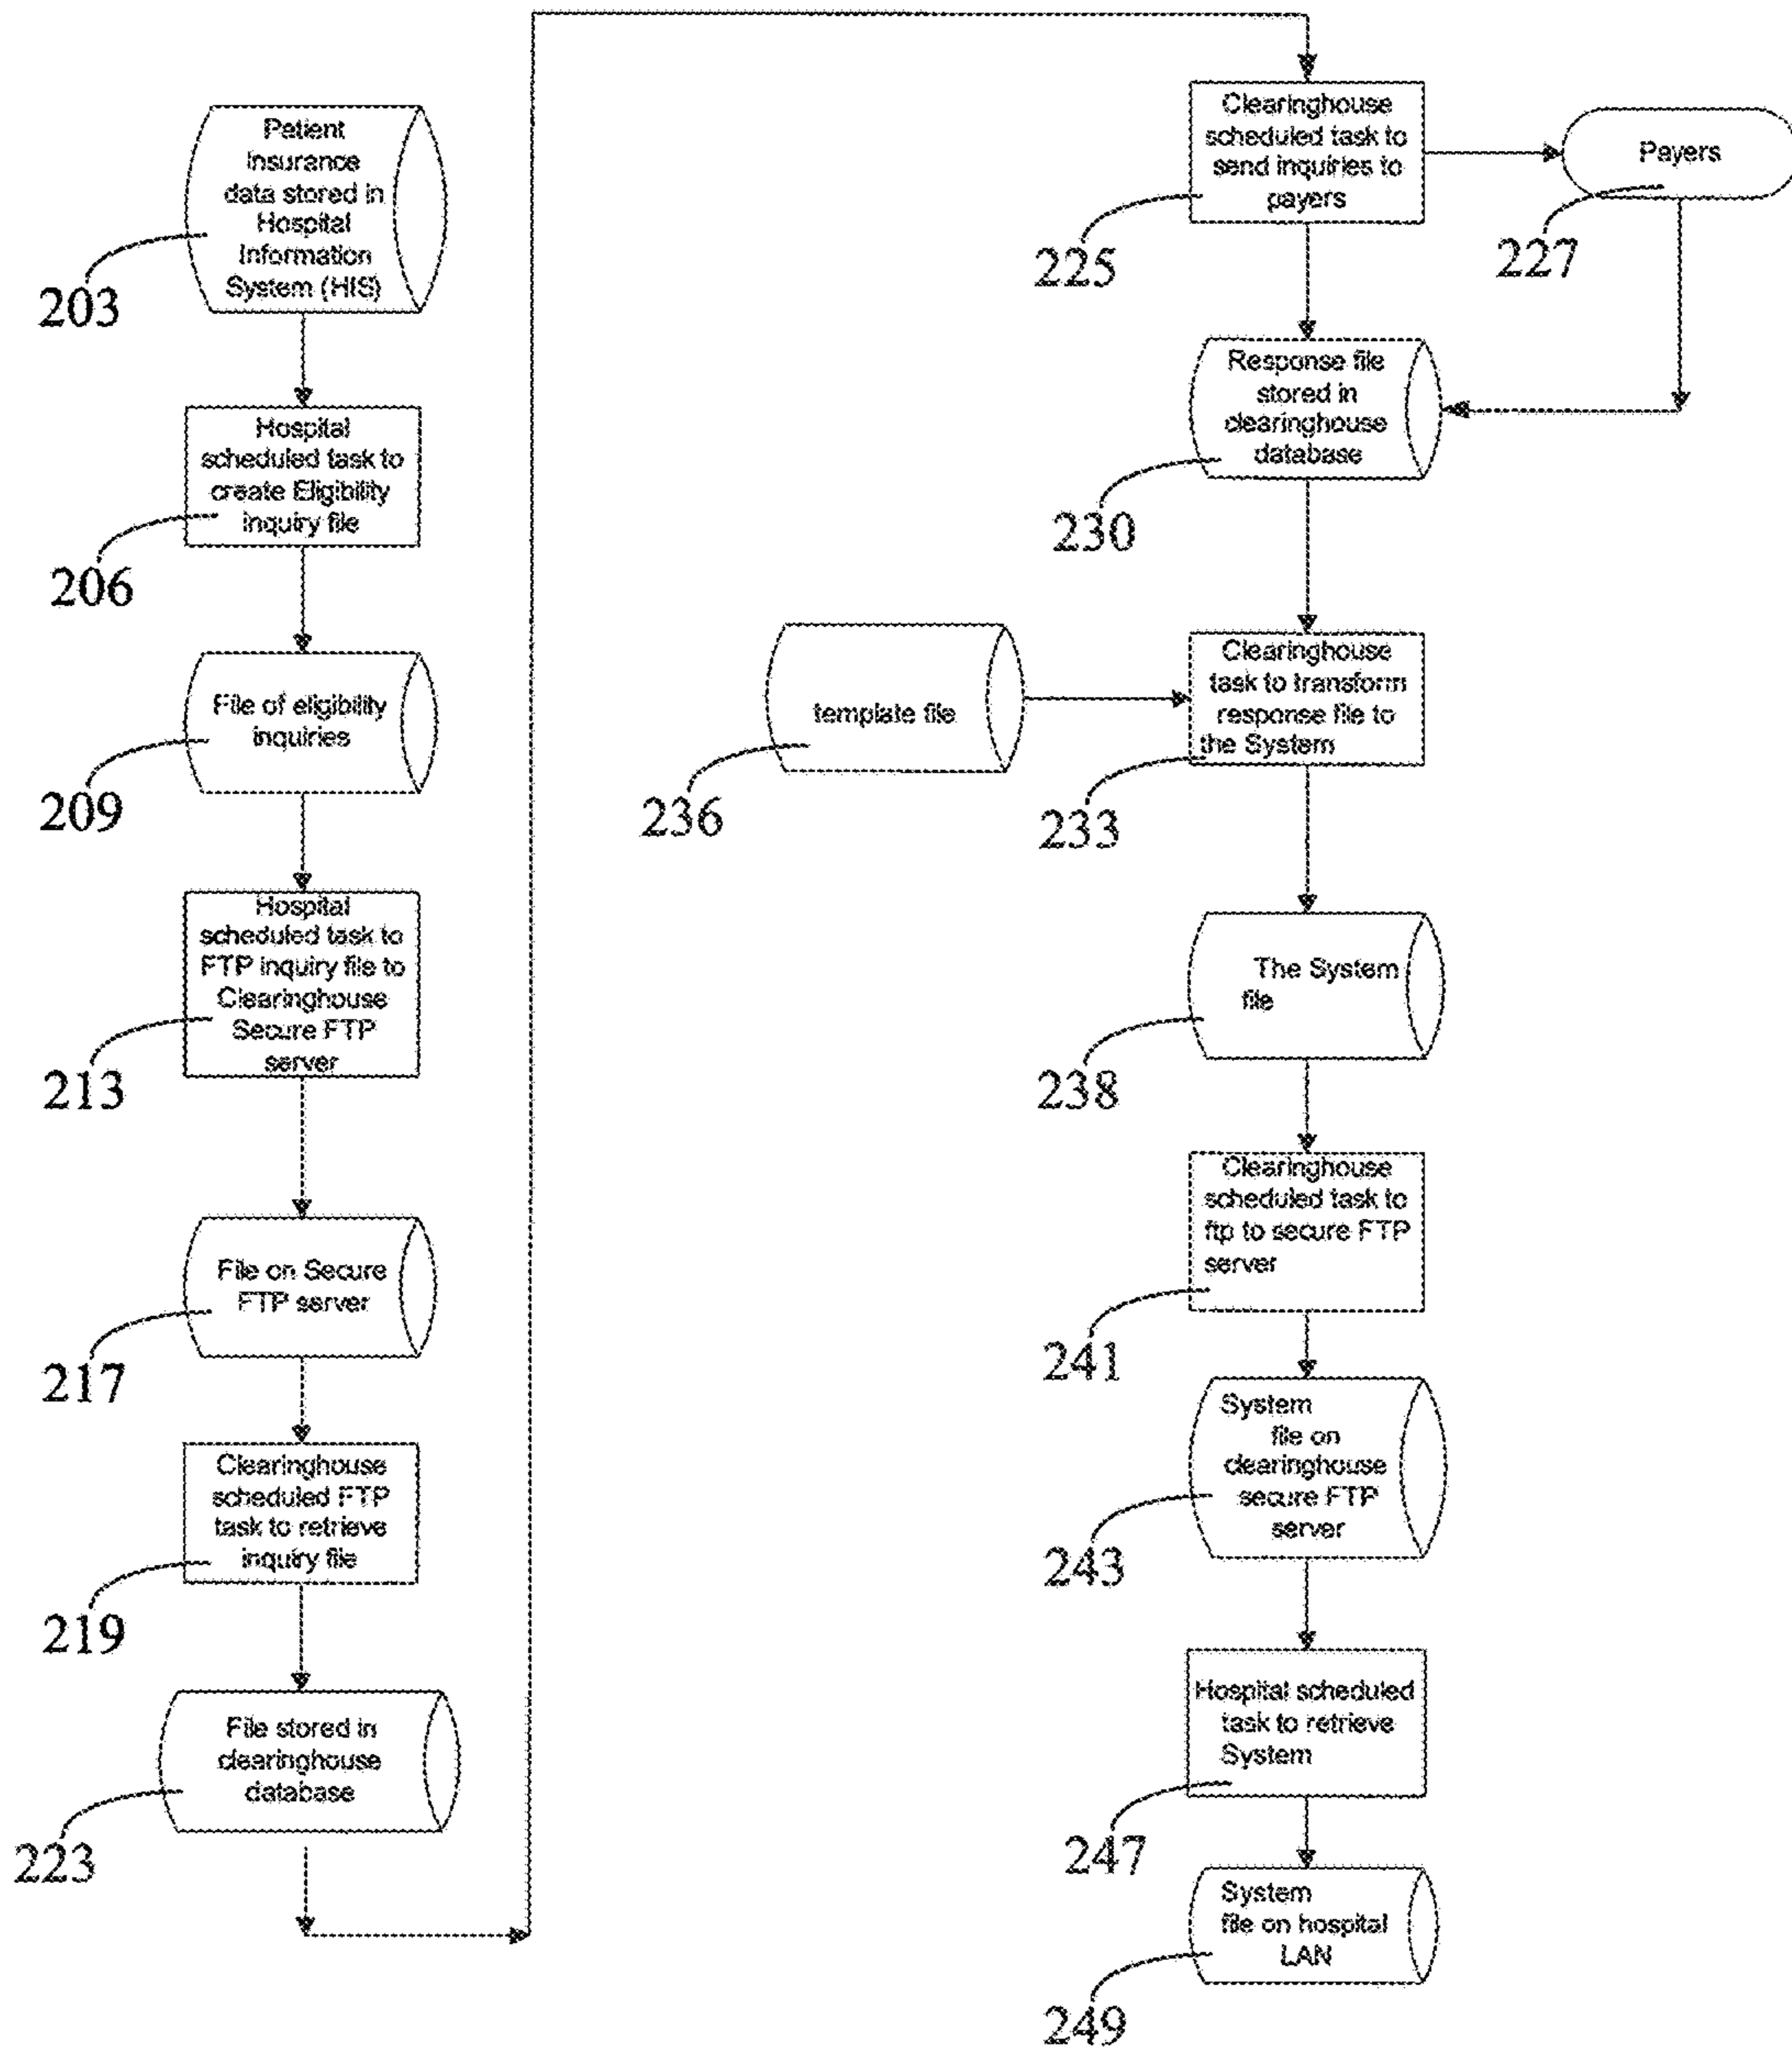 Patient
insurance
data stored in
Hospital
Information
System (HIS)
203
Hospital
scheduled task to
create Eligibility
inquiry file
206
File of eligibility
inquiries
209
Hospital
scheduled task to
FTP inquiry file to
Clearinghouse
Secure FTP
server
213
File on Secure
FTP server
217
Clearinghouse
scheduled FTP
task to retrieve
inquiry file
219
File stored in
clearinghouse
database
223
Clearinghouse
scheduled task to
send inquiries to
payers
225
Payers
227
Response file
stored in
clearinghouse
database
230
template file
236
Clearinghouse
task to transform
response file to
the System
233
The System
file
238
Clearinghouse
scheduled task to
ftp to secure FTP
server
241
System
file on
clearinghouse
secure FTP
server
243
Hospital scheduled
task to retrieve
System
247
System
file on hospital
LAN
249